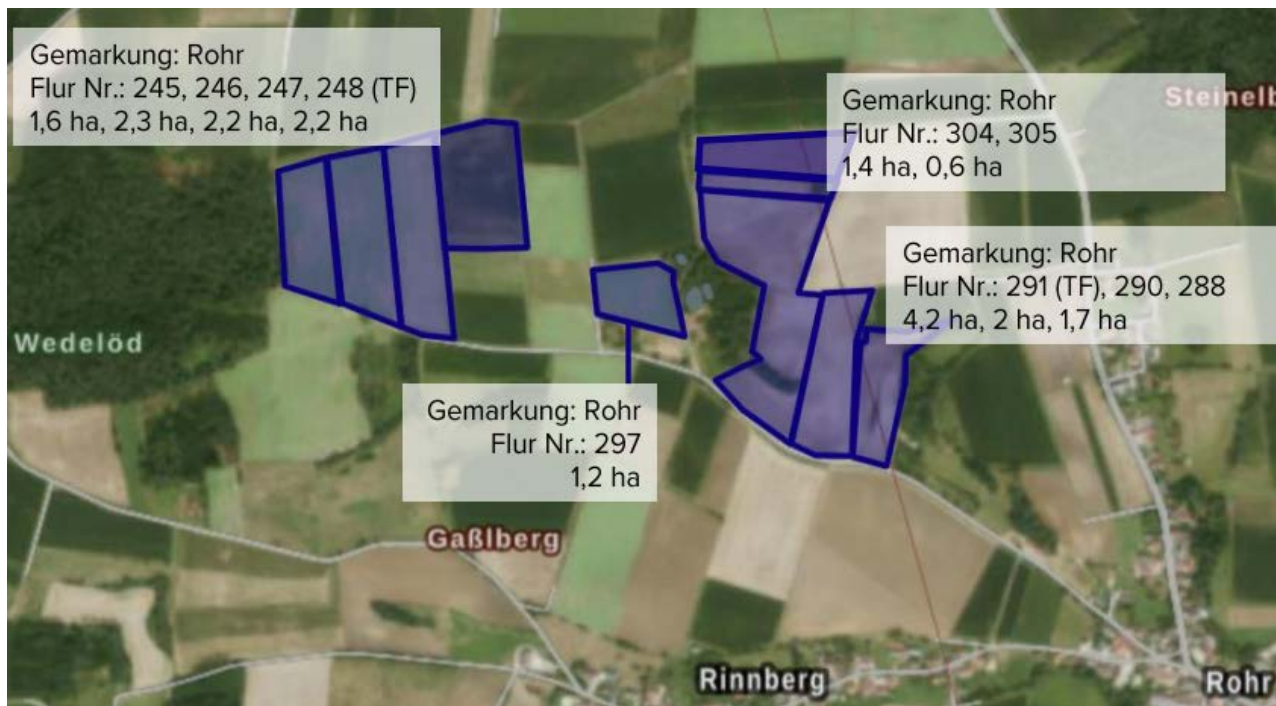 Gemarkung: Rohr
Flur Nr.: 245, 246, 247, 248 (TF)
1,6 ha, 2,3 ha, 2,2 ha, 2,2 ha
Gemarkung: Rohr
Flur Nr.: 304, 305
1,4 ha, 0,6 ha
Steinelb
Gemarkung: Rohr
Flur Nr.: 291 (TF), 290, 288
4,2 ha, 2 ha, 1,7 ha
Wedelöd
Gemarkung: Rohr
Flur Nr.: 297
1,2 ha
Gaßlberg
Rinnberg
Rohr